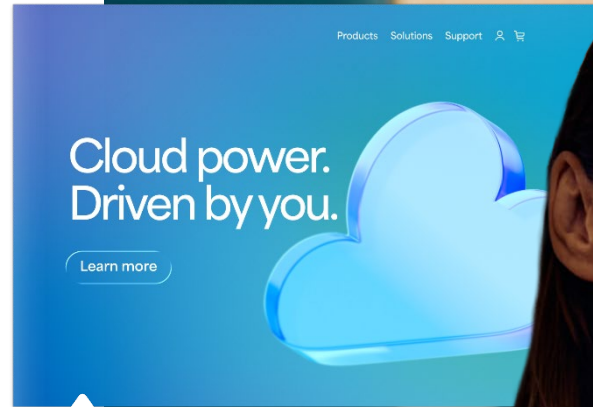 Products Solutions Support
Cloud power.
Driven by you.
Learn more